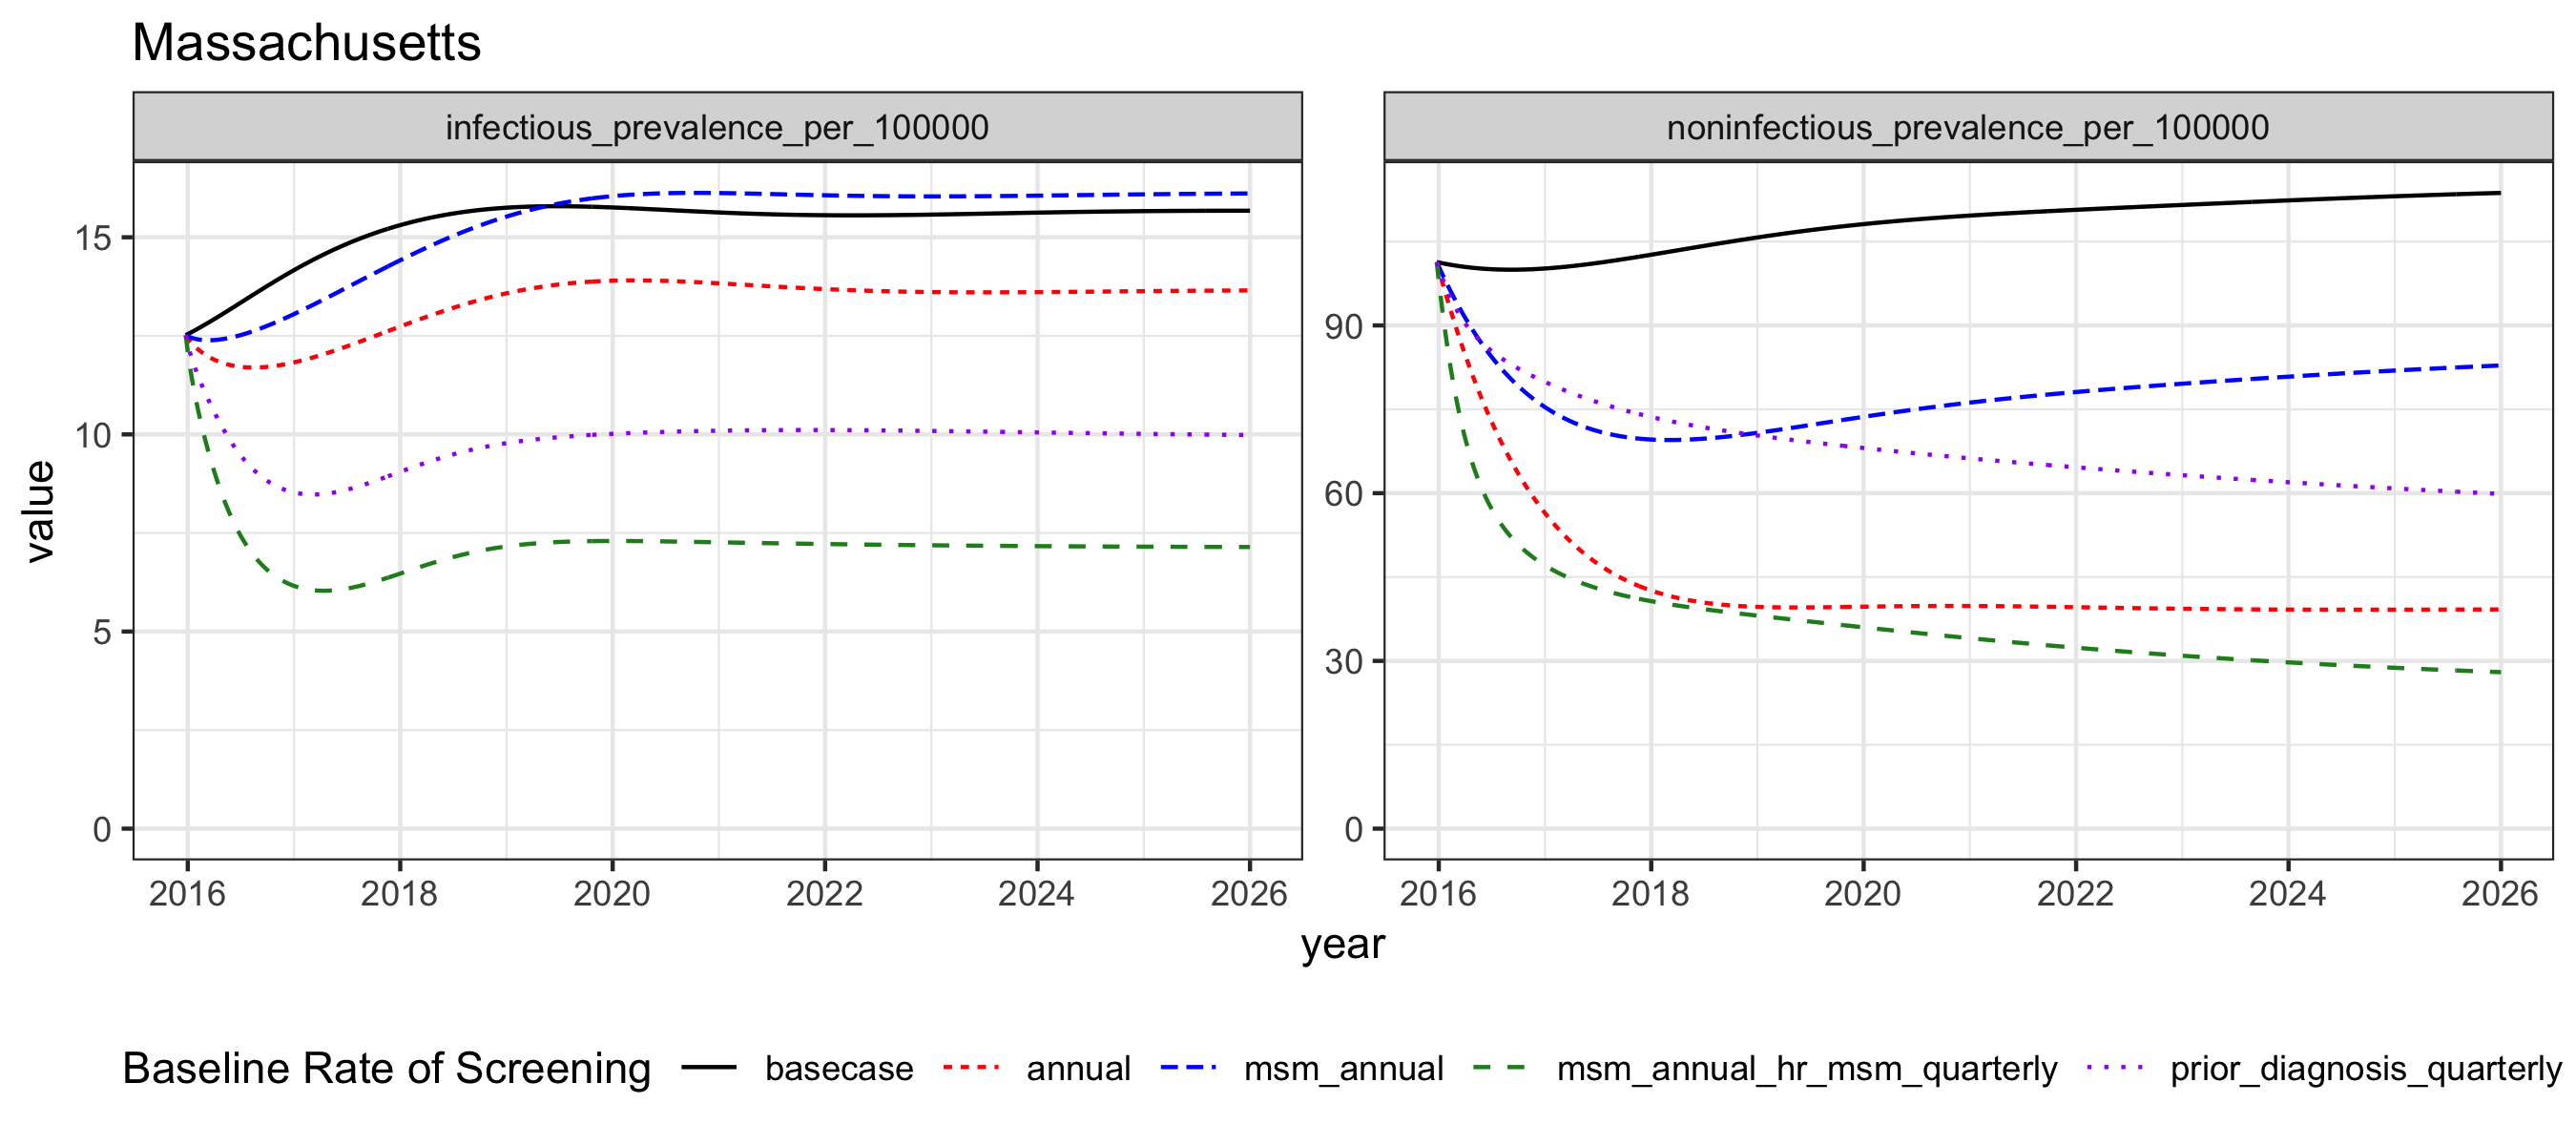 Massachusetts
infectious_prevalence_per_100000
noninfectious_prevalence_per_100000
value
15
10
5
0
90
60
30
0
2016 2018 2020 2022 2024 2026
2016 2018 2020 2022 2024 2026
year
Baseline Rate of Screening basecase annual msm_annual msm_annual_hr_msm_quarterly prior_diagnosis_quarterly